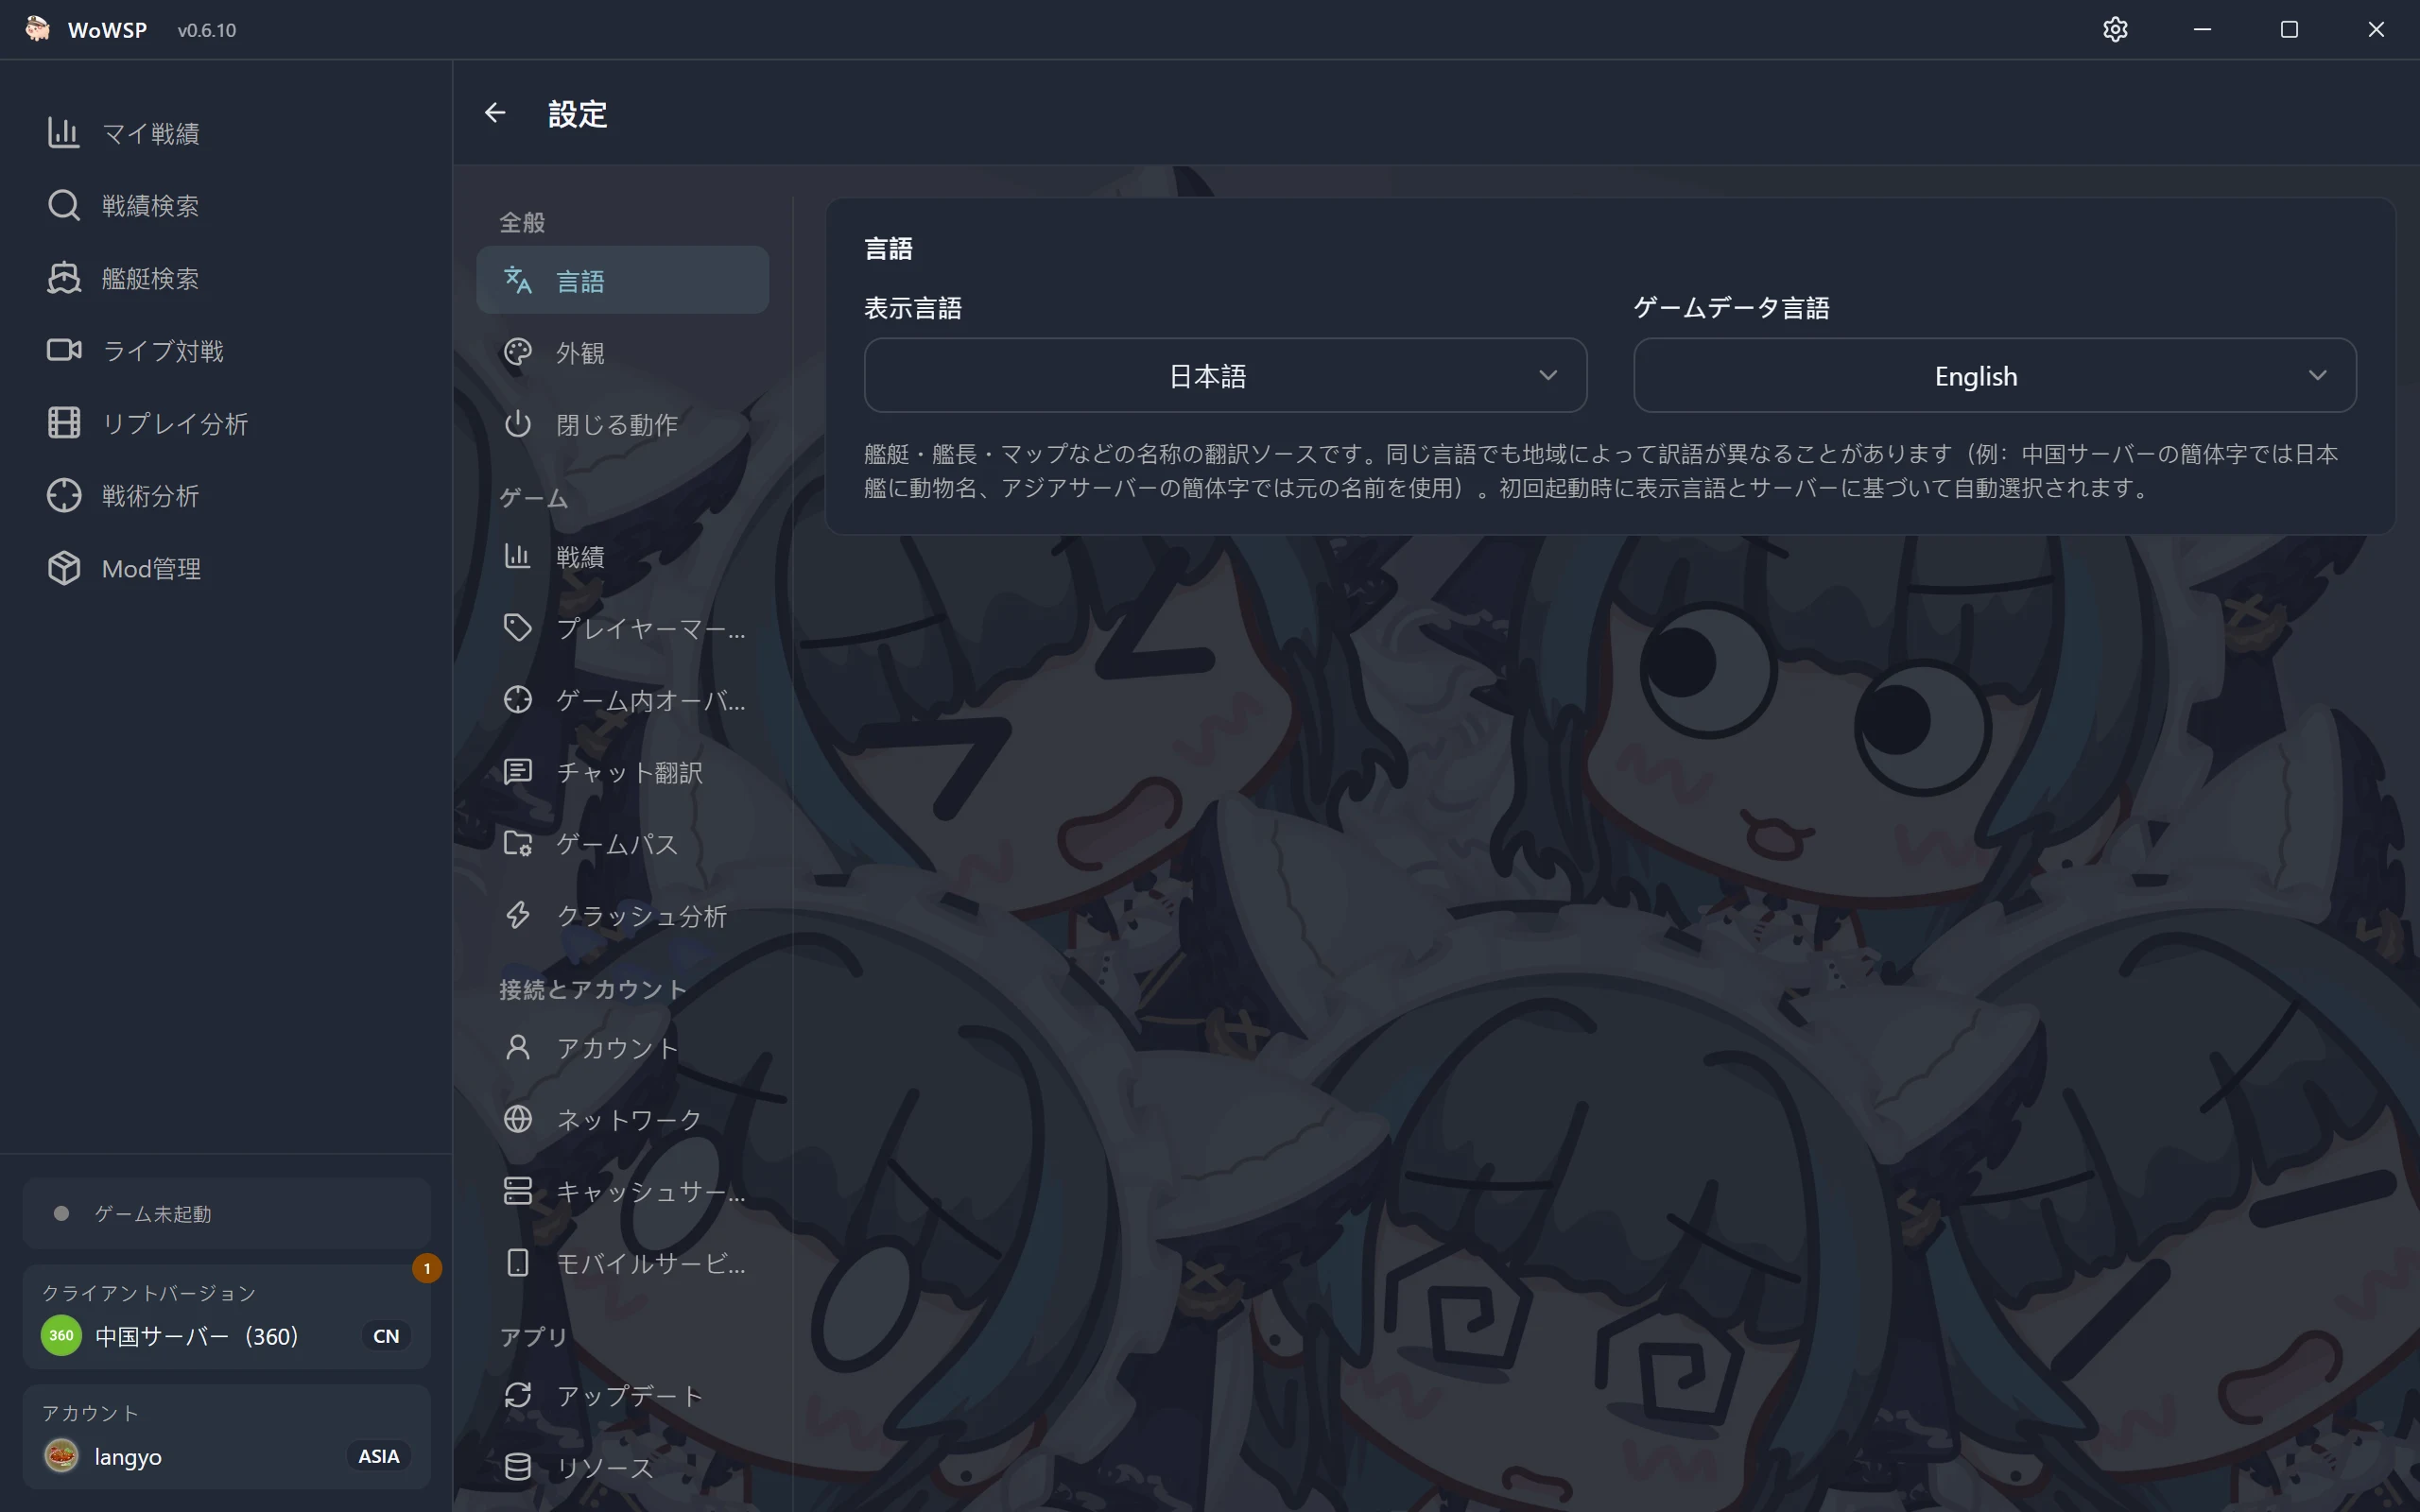 WoWSP v0.6.10
マイ戦績
戦績検索
艦艇検索
ライブ対戦
リプレイ分析
戦術分析
Mod管理
ゲーム未起動
1
クライアントバージョン
360 中国サーバー（360） CN
アカウント
langyo ASIA
設定
全般
言語
外観
閉じる動作
ゲーム
戦績
プレイヤーマー...
ゲーム内オーバ...
チャット翻訳
ゲームパス
クラッシュ分析
接続とアカウント
アカウント
ネットワーク
キャッシュサー...
モバイルサービ...
アプリ
アップデート
リソース
言語
表示言語
日本語
ゲームデータ言語
English
艦艇・艦長・マップなどの名称の翻訳ソースです。同じ言語でも地域によって訳語が異なることがあります（例：中国サーバーの簡体字では日本
艦に動物名、アジアサーバーの簡体字では元の名前を使用）。初回起動時に表示言語とサーバーに基づいて自動選択されます。